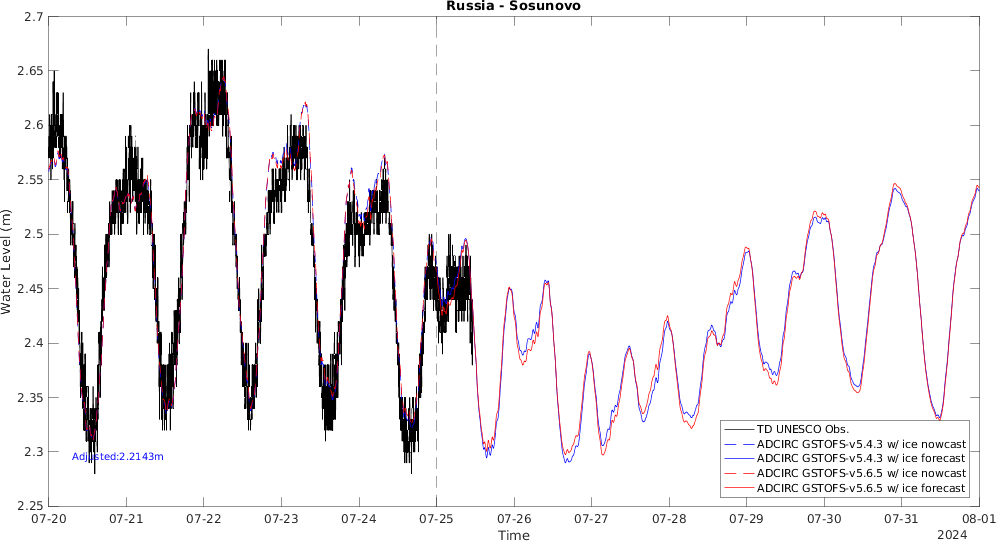 Russia - Sosunovo
2.7
2.65
2.6
2.55
2.5
2.45
2.4
2.35
2.3
2.25
Water Level (m)
Adjusted:2.2143m
TD UNESCO Obs.
ADCIRC GSTOFS-v5.4.3 w/ ice nowcast
ADCIRC GSTOFS-v5.4.3 w/ ice forecast
ADCIRC GSTOFS-v5.6.5 w/ ice nowcast
ADCIRC GSTOFS-v5.6.5 w/ ice forecast
07-20 07-21 07-22 07-23 07-24 07-25 07-26 07-27 07-28 07-29 07-30 07-31 08-01
Time
2024